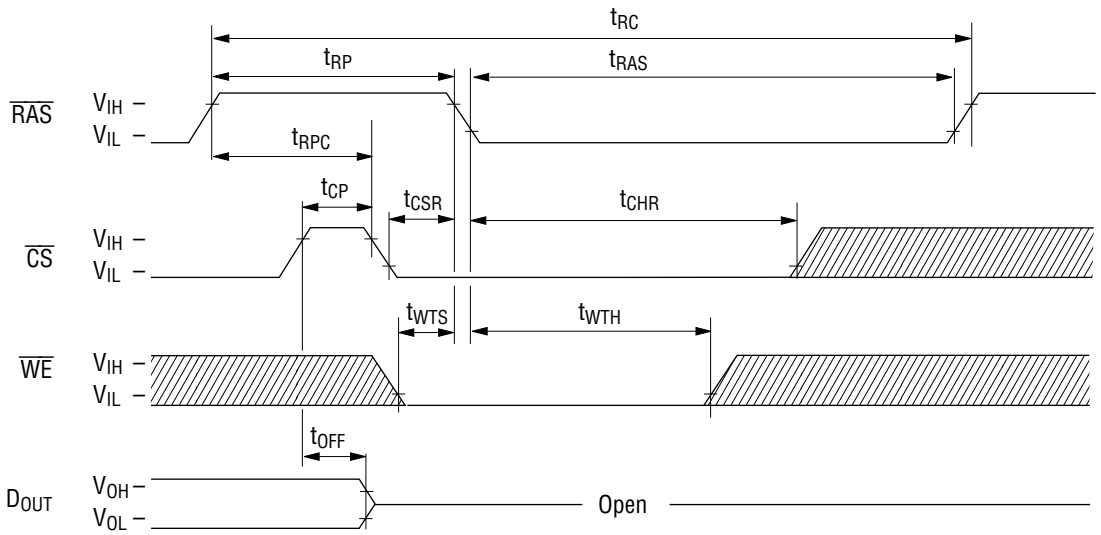 tRC
tRP
tRAS
RAS
VIH
VIL
tRPC
tCP
tCSR
tCHR
CS
VIH
VIL
tWTS
tWTH
WE
VIH
VIL
tOFF
DOUT
VOH
VOL
Open